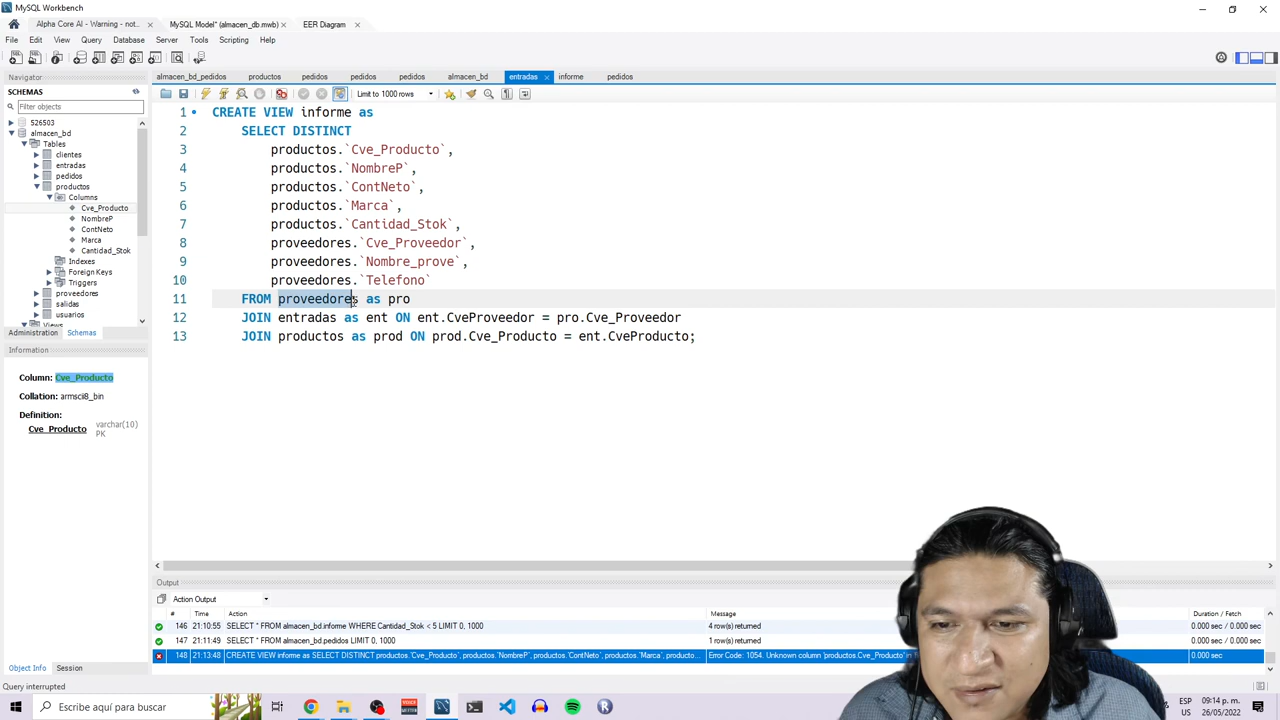 MySQL Workbench
Alpha Core AI - Warning - not...
MySQL Model* (almacen_db.mwb)
EER Diagram
File Edit View Query Database Server Tools Scripting Help
Navigator
almacen_bd_pedidos productos pedidos pedidos pedidos almacen_bd entradas informe pedidos
SCHEMAS
Filter objects
Limit to 1000 rows
526503
almacen_bd
Tables
clientes
entradas
pedidos
productos
Columns
Cve_Producto
NombreP
ContNeto
Marca
Cantidad_Stok
Indexes
Foreign Keys
Triggers
proveedores
salidas
usuarios
Views
Administration Schemas
Information
Column: Cve_Producto
Collation: armscii8_bin
Definition:
Cve_Producto varchar(10)
PK
1 CREATE VIEW informe as
2 SELECT DISTINCT
3 productos.`Cve_Producto`,
4 productos.`NombreP`,
5 productos.`ContNeto`,
6 productos.`Marca`,
7 productos.`Cantidad_Stok`,
8 proveedores.`Cve_Proveedor`,
9 proveedores.`Nombre_prove`,
10 proveedores.`Telefono`
11 FROM proveedores as pro
12 JOIN entradas as ent ON ent.CveProveedor = pro.Cve_Proveedor
13 JOIN productos as prod ON prod.Cve_Producto = ent.CveProducto;
Output
Action Output
# Time Action Message Duration / Fetch
146 21:10:55 SELECT * FROM almacen_bd.informe WHERE Cantidad_Stok < 5 LIMIT 0, 1000 4 row(s) returned 0.000 sec / 0.000 sec
147 21:11:49 SELECT * FROM almacen_bd.pedidos LIMIT 0, 1000 1 row(s) returned 0.000 sec / 0.000 sec
148 21:13:48 CREATE VIEW informe as SELECT DISTINCT productos.`Cve_Producto`, productos.`NombreP`, productos.`ContNeto`, productos.`Marca`, producto... Error Code: 1054. Unknown column 'productos.Cve_Producto' in 0.000 sec
Object Info Session
Query interrupted
Escribe aquí para buscar
ESP
US
09:14 p. m.
26/05/2022